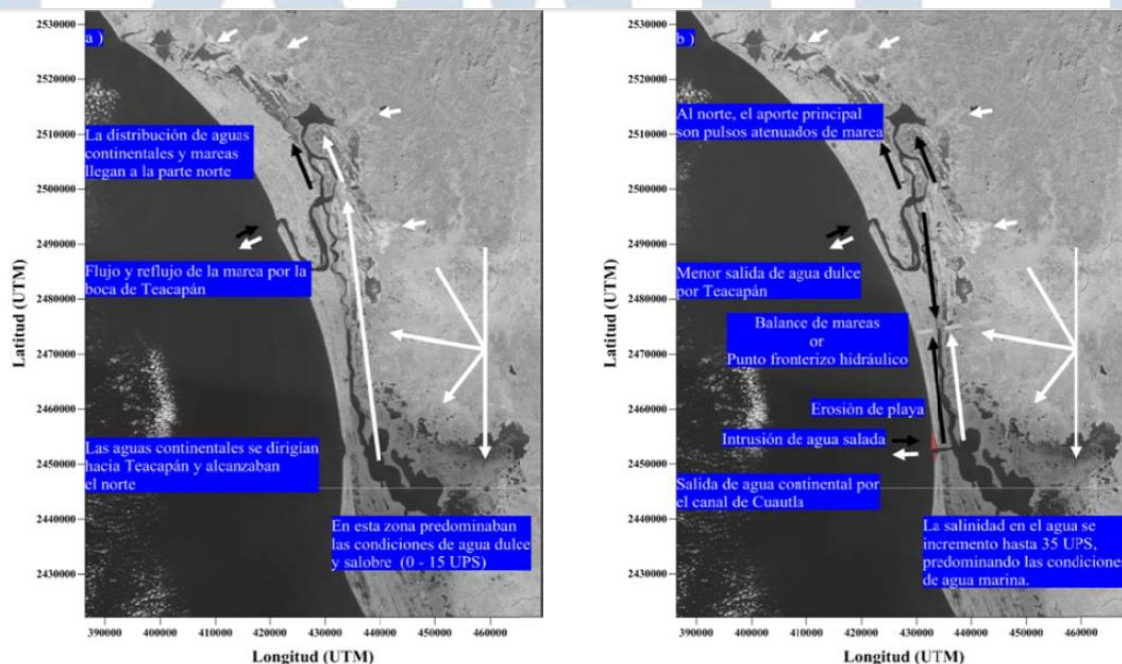 a )
La distribución de aguas
continentales y mareas
llegan a la parte norte
Flujo y reflujo de la marea por la
boca de Teacapán
Las aguas continentales se dirigían
hacia Teacapán y alcanzaban
el norte
En esta zona predominaban
las condiciones de agua dulce
y salobre (0 - 15 UPS)
Latitud (UTM)
2530000
2520000
2510000
2500000
2490000
2480000
2470000
2460000
2450000
2440000
2430000
390000 400000 410000 420000 430000 440000 450000 460000
Longitud (UTM)
b )
Al norte, el aporte principal
son pulsos atenuados de marea
Menor salida de agua dulce
por Teacapán
Balance de mareas
or
Punto fronterizo hidráulico
Erosión de playa
Intrusión de agua salada
Salida de agua continental por
el canal de Cuautla
La salinidad en el agua se
incremento hasta 35 UPS,
predominando las condiciones
de agua marina.
Latitud (UTM)
2530000
2520000
2510000
2500000
2490000
2480000
2470000
2460000
2450000
2440000
2430000
390000 400000 410000 420000 430000 440000 450000 460000
Longitud (UTM)